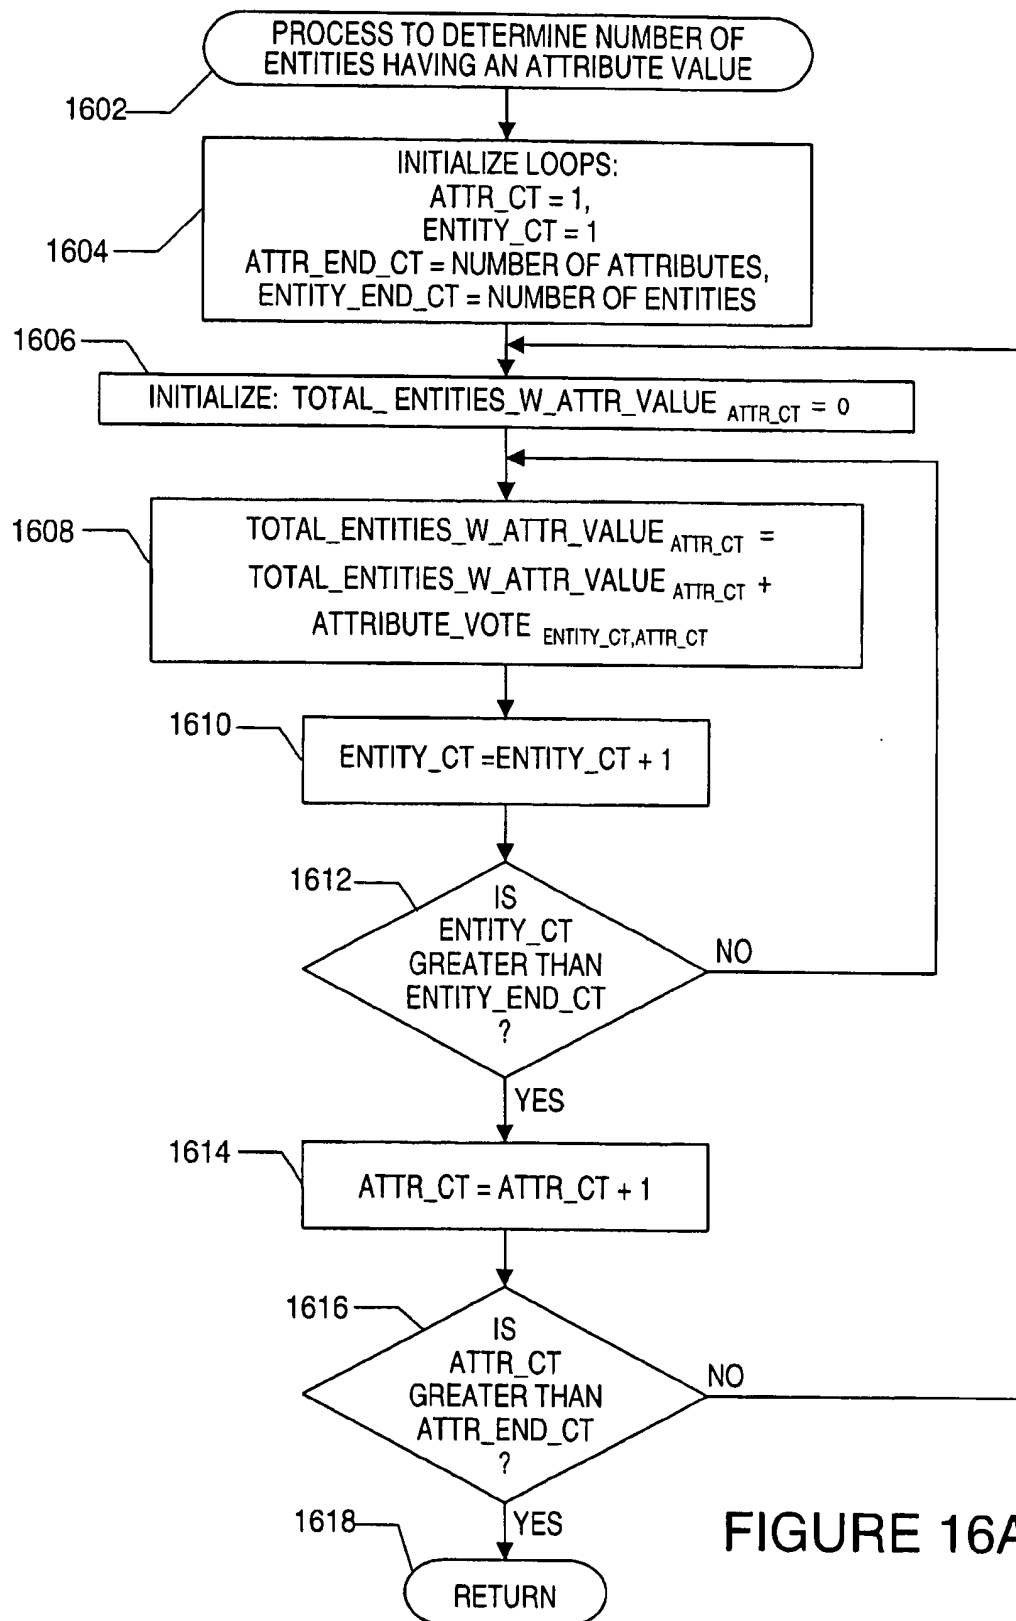 PROCESS TO DETERMINE NUMBER OF
ENTITIES HAVING AN ATTRIBUTE VALUE
1602
INITIALIZE LOOPS:
ATTR_CT = 1,
ENTITY_CT = 1
ATTR_END_CT = NUMBER OF ATTRIBUTES,
ENTITY_END_CT = NUMBER OF ENTITIES
1604
1606
INITIALIZE: TOTAL_ ENTITIES_W_ATTR_VALUE ATTR_CT = 0
1608
TOTAL_ENTITIES_W_ATTR_VALUE ATTR_CT =
TOTAL_ENTITIES_W_ATTR_VALUE ATTR_CT +
ATTRIBUTE_VOTE ENTITY_CT,ATTR_CT
1610
ENTITY_CT =ENTITY_CT + 1
1612
IS
ENTITY_CT
GREATER THAN
ENTITY_END_CT
?
NO
YES
1614
ATTR_CT = ATTR_CT + 1
1616
IS
ATTR_CT
GREATER THAN
ATTR_END_CT
?
NO
YES
1618
RETURN
FIGURE 16A